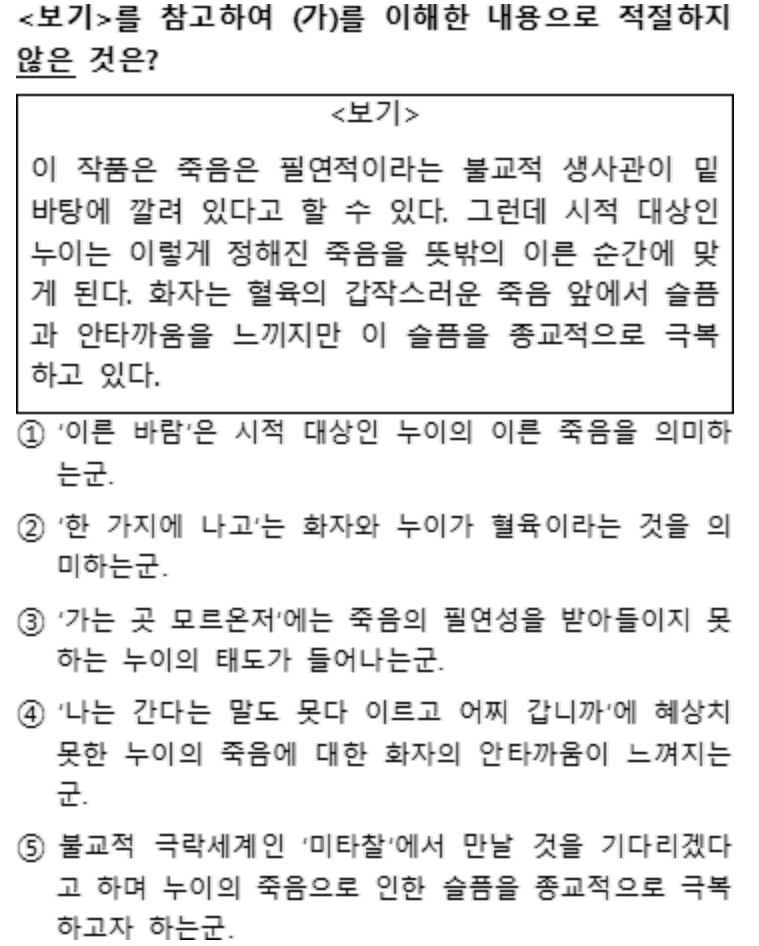 <보기>를 참고하여 (가)를 이해한 내용으로 적절하지
않은 것은?
<보기>
이 작품은 죽음은 필연적이라는 불교적 생사관이 밑
바탕에 깔려 있다고 할 수 있다. 그런데 시적 대상인
누이는 이렇게 정해진 죽음을 뜻밖의 이른 순간에 맞
게 된다. 화자는 혈육의 갑작스러운 죽음 앞에서 슬픔
과 안타까움을 느끼지만 이 슬픔을 종교적으로 극복
하고 있다.
① '이른 바람'은 시적 대상인 누이의 이른 죽음을 의미하
는군.
② '한 가지에 나고'는 화자와 누이가 혈육이라는 것을 의
미하는군.
③ '가는 곳 모르온저'에는 죽음의 필연성을 받아들이지 못
하는 누이의 태도가 들어나는군.
④ '나는 간다는 말도 못다 이르고 어찌 갑니까'에 혜상치
못한 누이의 죽음에 대한 화자의 안타까움이 느껴지는
군.
⑤ 불교적 극락세계인 '미타찰'에서 만날 것을 기다리겠다
고 하며 누이의 죽음으로 인한 슬픔을 종교적으로 극복
하고자 하는군.